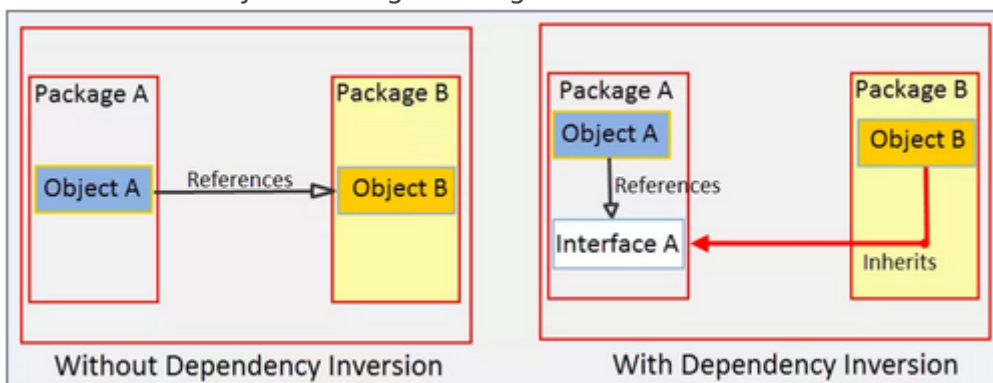 Package A
Package B
Object A
References
Object B
Without Dependency Inversion
Package A
Package B
Object A
Object B
References
Interface A
Inherits
With Dependency Inversion